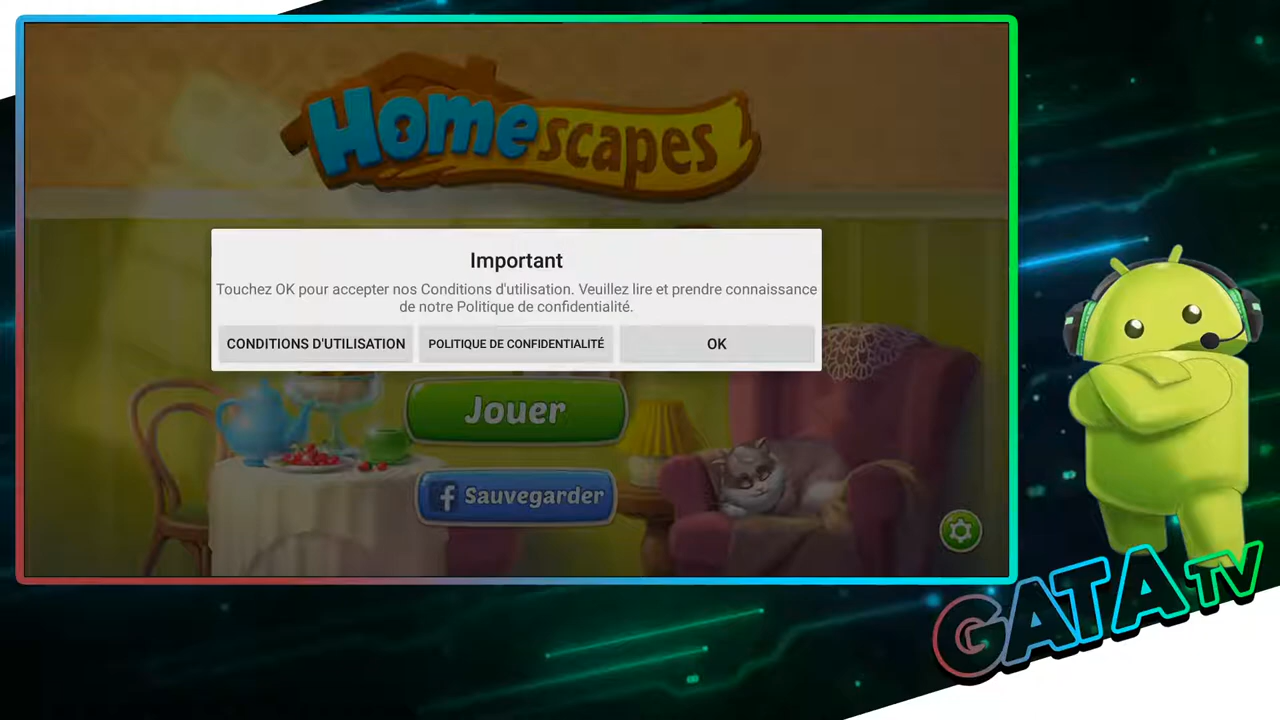 Homescapes
Important
Touchez OK pour accepter nos Conditions d'utilisation. Veuillez lire et prendre connaissance
de notre Politique de confidentialité.
CONDITIONS D'UTILISATION POLITIQUE DE CONFIDENTIALITÉ OK
Jouer
f Sauvegarder
GATA TV